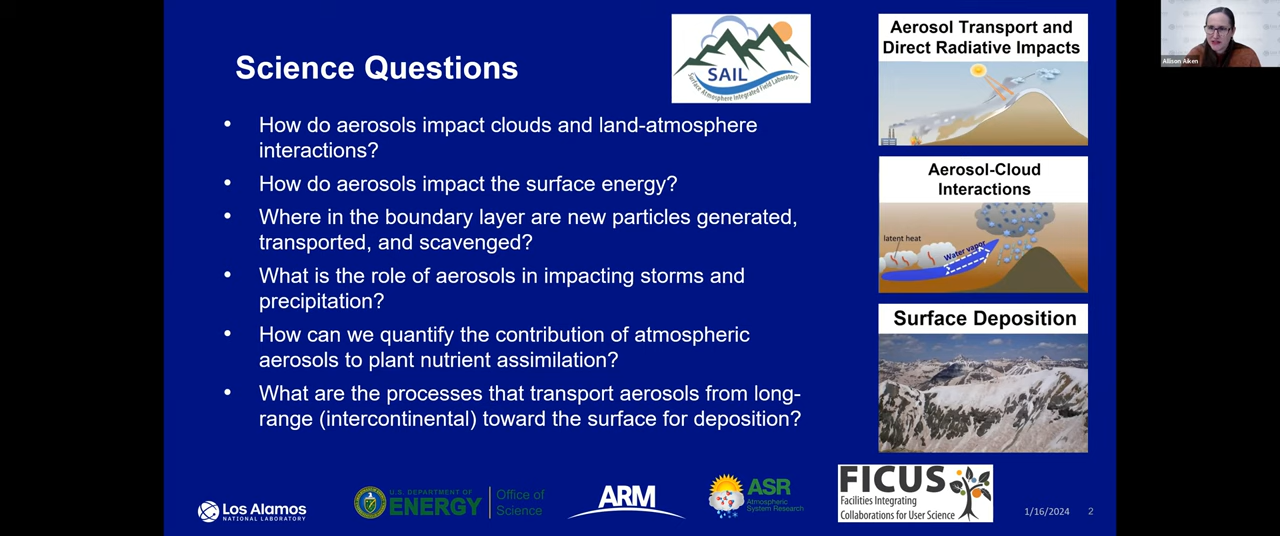 Science Questions
SAIL
Surface Atmosphere Integrated Field Laboratory
• How do aerosols impact clouds and land-atmosphere
interactions?
• How do aerosols impact the surface energy?
• Where in the boundary layer are new particles generated,
transported, and scavenged?
• What is the role of aerosols in impacting storms and
precipitation?
• How can we quantify the contribution of atmospheric
aerosols to plant nutrient assimilation?
• What are the processes that transport aerosols from long-
range (intercontinental) toward the surface for deposition?
Aerosol Transport and
Direct Radiative Impacts
Aerosol-Cloud
Interactions
latent heat
Water vapor
Surface Deposition
Allison Aiken
Los Alamos
NATIONAL LABORATORY
U.S. DEPARTMENT OF
ENERGY
Office of
Science
ARM
ASR
Atmospheric
System Research
FICUS
Facilities Integrating
Collaborations for User Science
1/16/2024 2